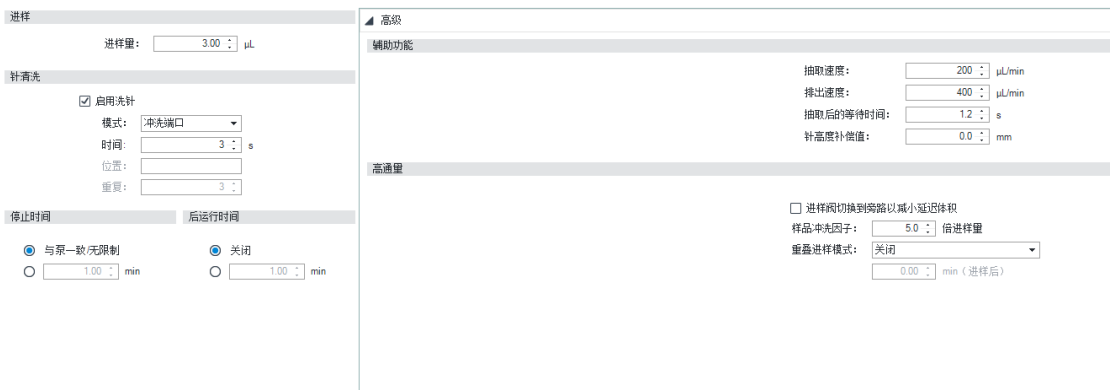 进样
进样量: 3.00 µL
针清洗
启用洗针
模式: 冲洗端口
时间: 3 s
位置:
重复: 3
停止时间
与泵一致/无限制
1.00 min
后运行时间
关闭
1.00 min
高级
辅助功能
抽取速度: 200 µL/min
排出速度: 400 µL/min
抽取后的等待时间: 1.2 s
针高度补偿值: 0.0 mm
高通量
进样阀切换到旁路以减小延迟体积
样品冲洗因子: 5.0 倍进样量
重叠进样模式: 关闭
0.00 min（进样后）